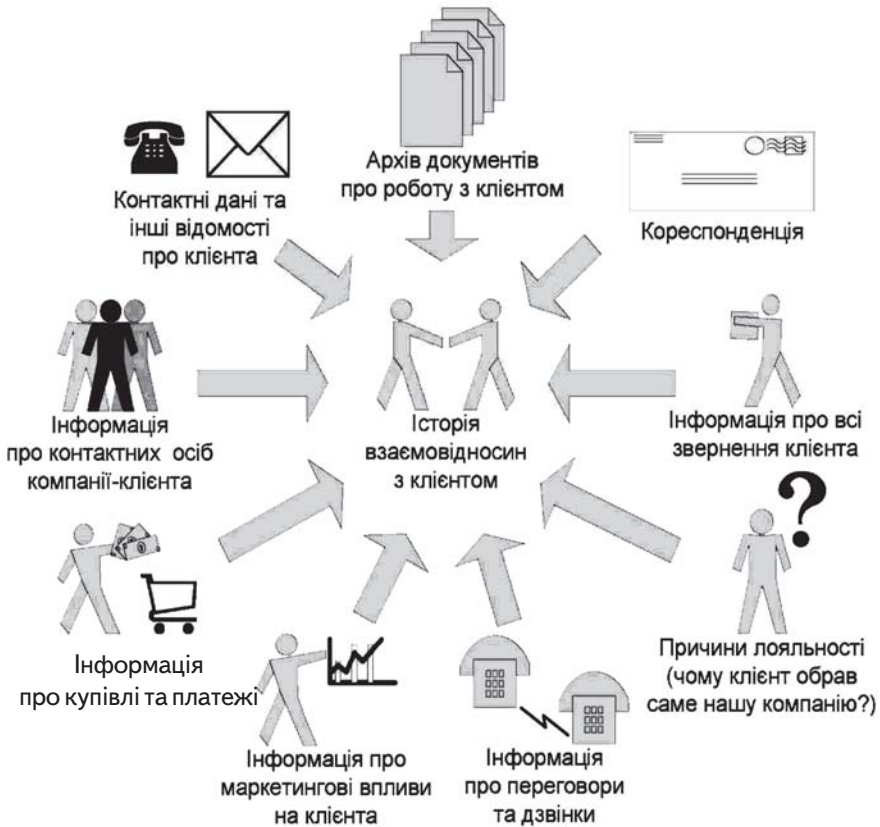 Архів документів
про роботу з клієнтом
Контактні дані та
інші відомості
про клієнта
Кореспонденція
Інформація
про контактних осіб
компанії-клієнта
Історія
взаємовідносин
з клієнтом
Інформація про всі
звернення клієнта
Інформація
про купівлі та платежі
Причини лояльності
(чому клієнт обрав
саме нашу компанію?)
Інформація про
маркетингові впливи
на клієнта
Інформація
про переговори
та дзвінки